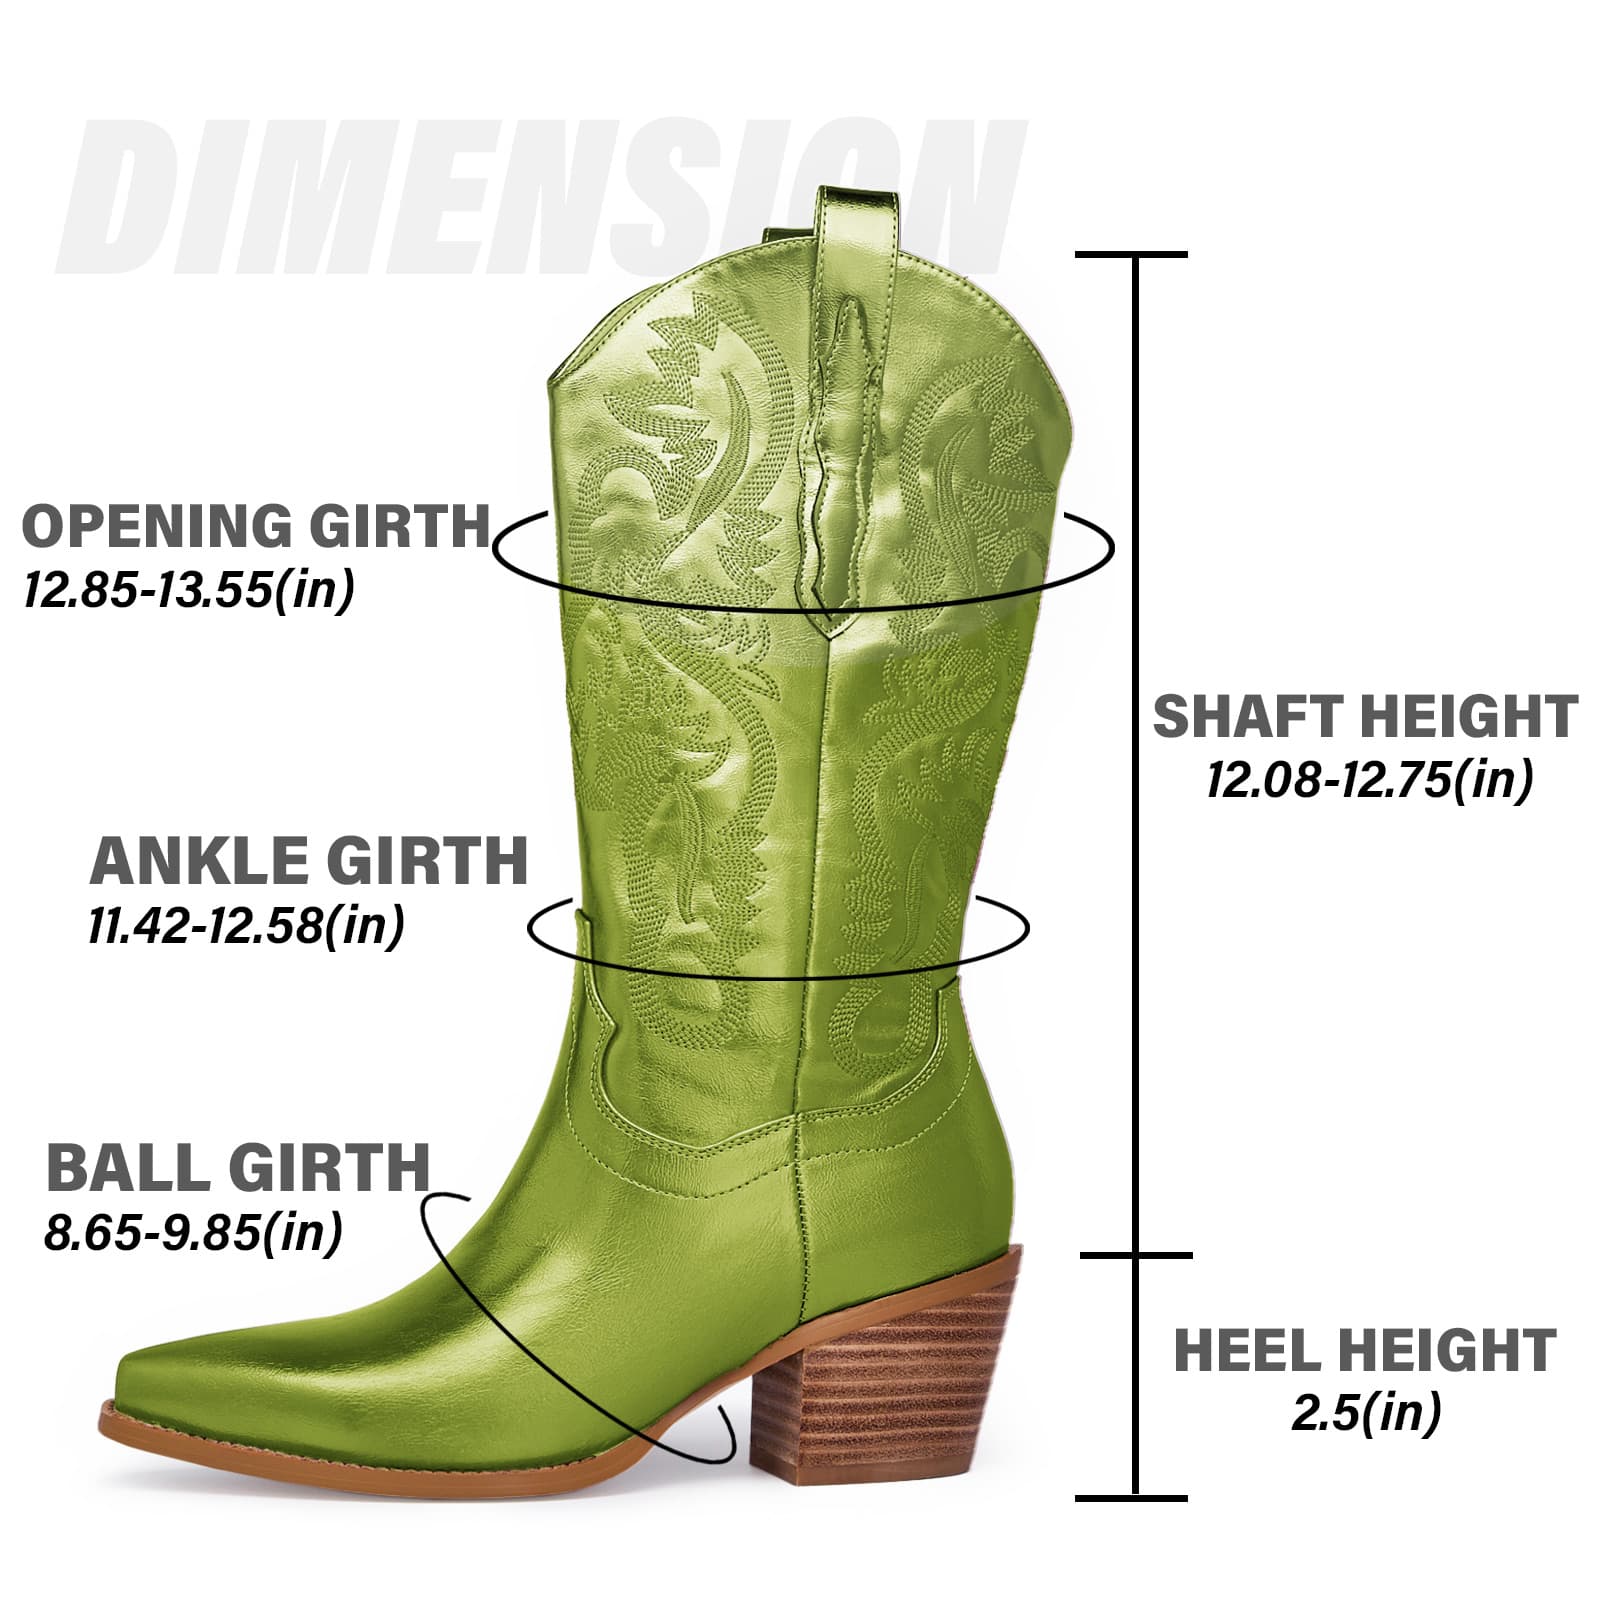 DIMENSION
OPENING GIRTH
12.85-13.55(in)
SHAFT HEIGHT
12.08-12.75(in)
ANKLE GIRTH
11.42-12.58(in)
BALL GIRTH
8.65-9.85(in)
HEEL HEIGHT
2.5(in)